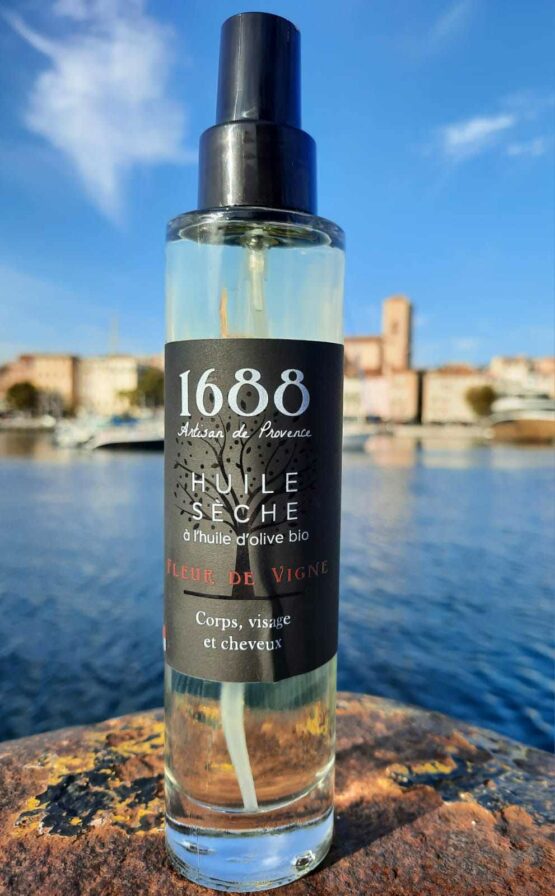 1688
Artisan de Provence
HUILE
SÈCHE
à l'huile d'olive bio
FLEUR DE VIGNE
Corps, visage
et cheveux